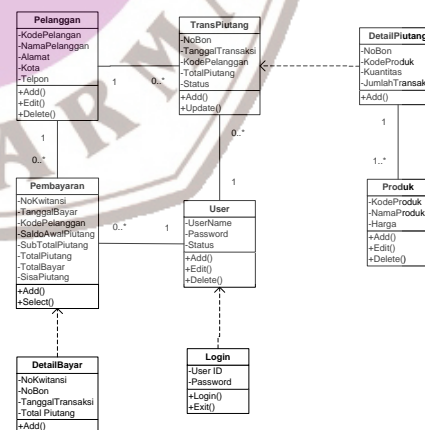 Pelanggan
-KodePelangan
-NamaPelanggan
-Alamat
-Kota
-Telpon
+Add()
+Edit()
+Delete()
1
0..*
TransPiutang
-NoBon
-TanggalTransaksi
-KodePelanggan
-TotalPiutang
-Status
+Add()
+Update()
DetailPiutang
-NoBon
-KodeProduk
-Kuantitas
-JumlahTransak
+Add()
1
0..*
0..*
1
1
1..*
Pembayaran
-NoKwitansi
-TanggalBayar
-KodePelanggan
-SaldoAwalPiutang
-SubTotalPiutang
-TotalPiutang
-TotalBayar
-SisaPiutang
+Add()
+Select()
0..*
1
User
-UserName
-Password
-Status
+Add()
+Edit()
+Delete()
Produk
-KodeProduk
-NamaProduk
-Harga
+Add()
+Edit()
+Delete()
DetailBayar
-NoKwitansi
-NoBon
-TanggalTransaksi
-Total Piutang
+Add()
Login
-User ID
-Password
+Login()
+Exit()
ARM